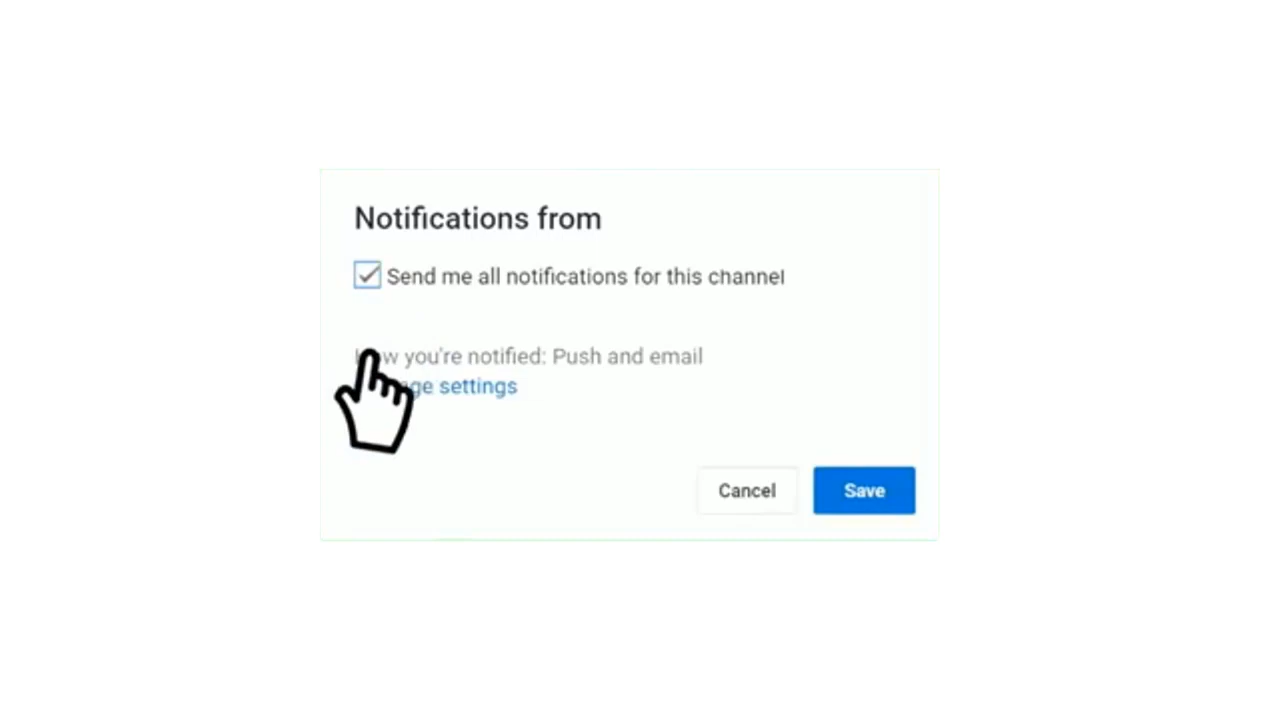 Notifications from
Send me all notifications for this channel
you're notified: Push and email
settings
Cancel
Save